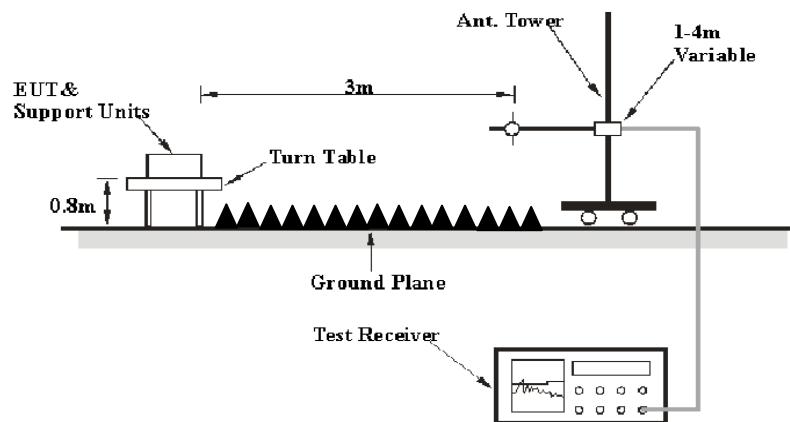 Ant. Tower
1-4m
Variable
EUT&
Support Units
3m
Turn Table
0.8m
Ground Plane
Test Receiver